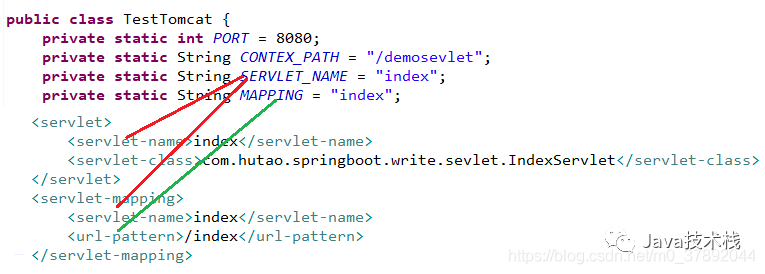 public class TestTomcat {
private static int PORT = 8080;
private static String CONTEX_PATH = "/demosevlet";
private static String SERVLET_NAME = "index";
private static String MAPPING = "index";
<servlet>
<servlet-name>index</servlet-name>
<servlet-class>com.hutao.springboot.write.sevlet.IndexServlet</servlet-class>
</servlet>
<servlet-mapping>
<servlet-name>index</servlet-name>
<url-pattern>/index</url-pattern>
</servlet-mapping>
Java技术栈
https://blog.csdn.net/m0_37892044